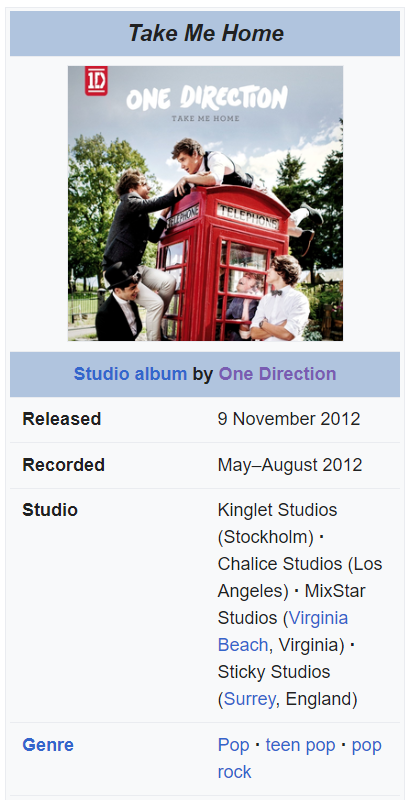 Take Me Home
1D
ONE DIRECTION
TAKE ME HOME
TELEPHONE
TELEPHONE
Studio album by One Direction
Released 9 November 2012
Recorded May–August 2012
Studio Kinglet Studios
(Stockholm) ·
Chalice Studios (Los
Angeles) · MixStar
Studios (Virginia
Beach, Virginia) ·
Sticky Studios
(Surrey, England)
Genre Pop · teen pop · pop
rock